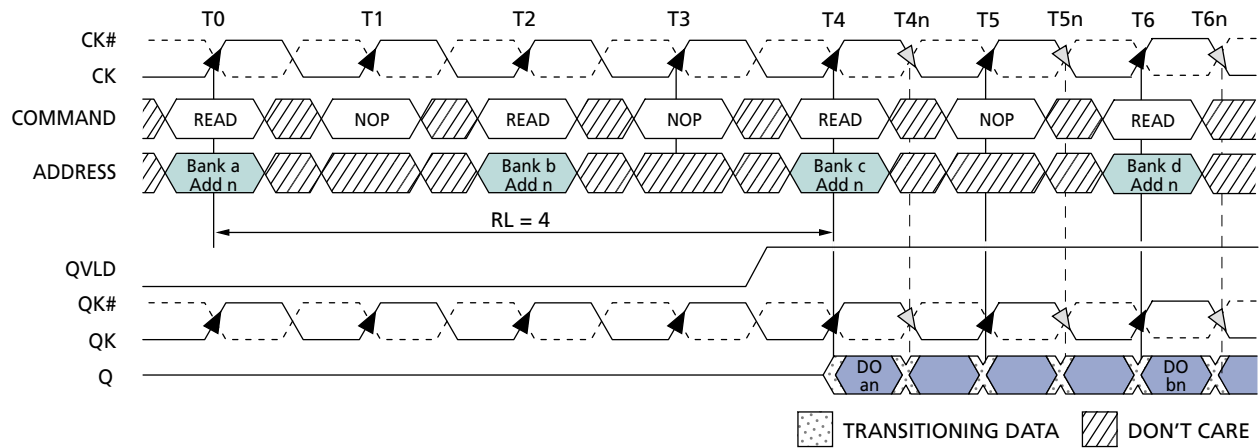 T0 T1 T2 T3 T4 T4n T5 T5n T6 T6n
CK#
CK
COMMAND READ NOP READ NOP READ NOP READ
ADDRESS Bank a Add n Bank b Add n Bank c Add n Bank d Add n
RL = 4
QVLD
QK#
QK
Q DO an DO bn
TRANSITIONING DATA DON'T CARE